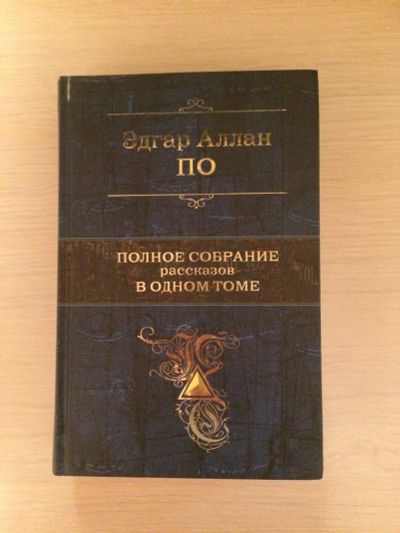 Эдгар Аллан
ПО
ПОЛНОЕ СОБРАНИЕ
рассказов
В ОДНОМ ТОМЕ